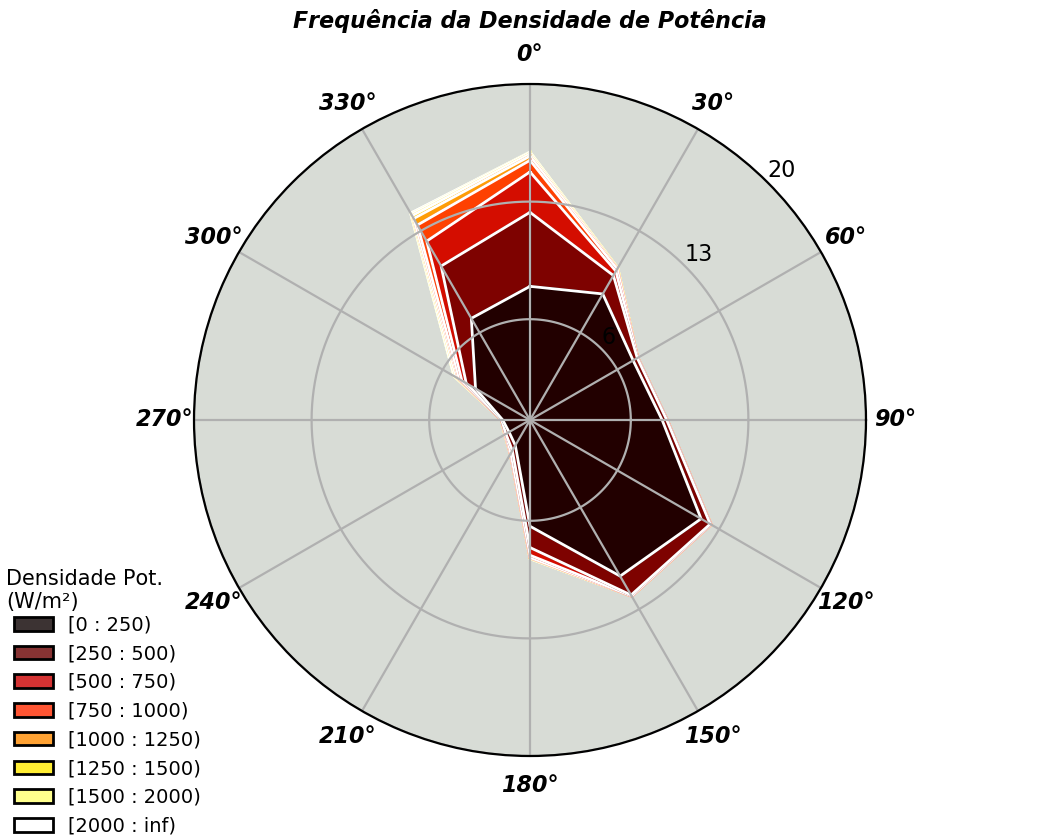 Frequência da Densidade de Potência
0°
330°
30°
20
300°
60°
13
6
270°
90°
240°
120°
210°
150°
180°
Densidade Pot.
(W/m²)
[0 : 250)
[250 : 500)
[500 : 750)
[750 : 1000)
[1000 : 1250)
[1250 : 1500)
[1500 : 2000)
[2000 : inf)